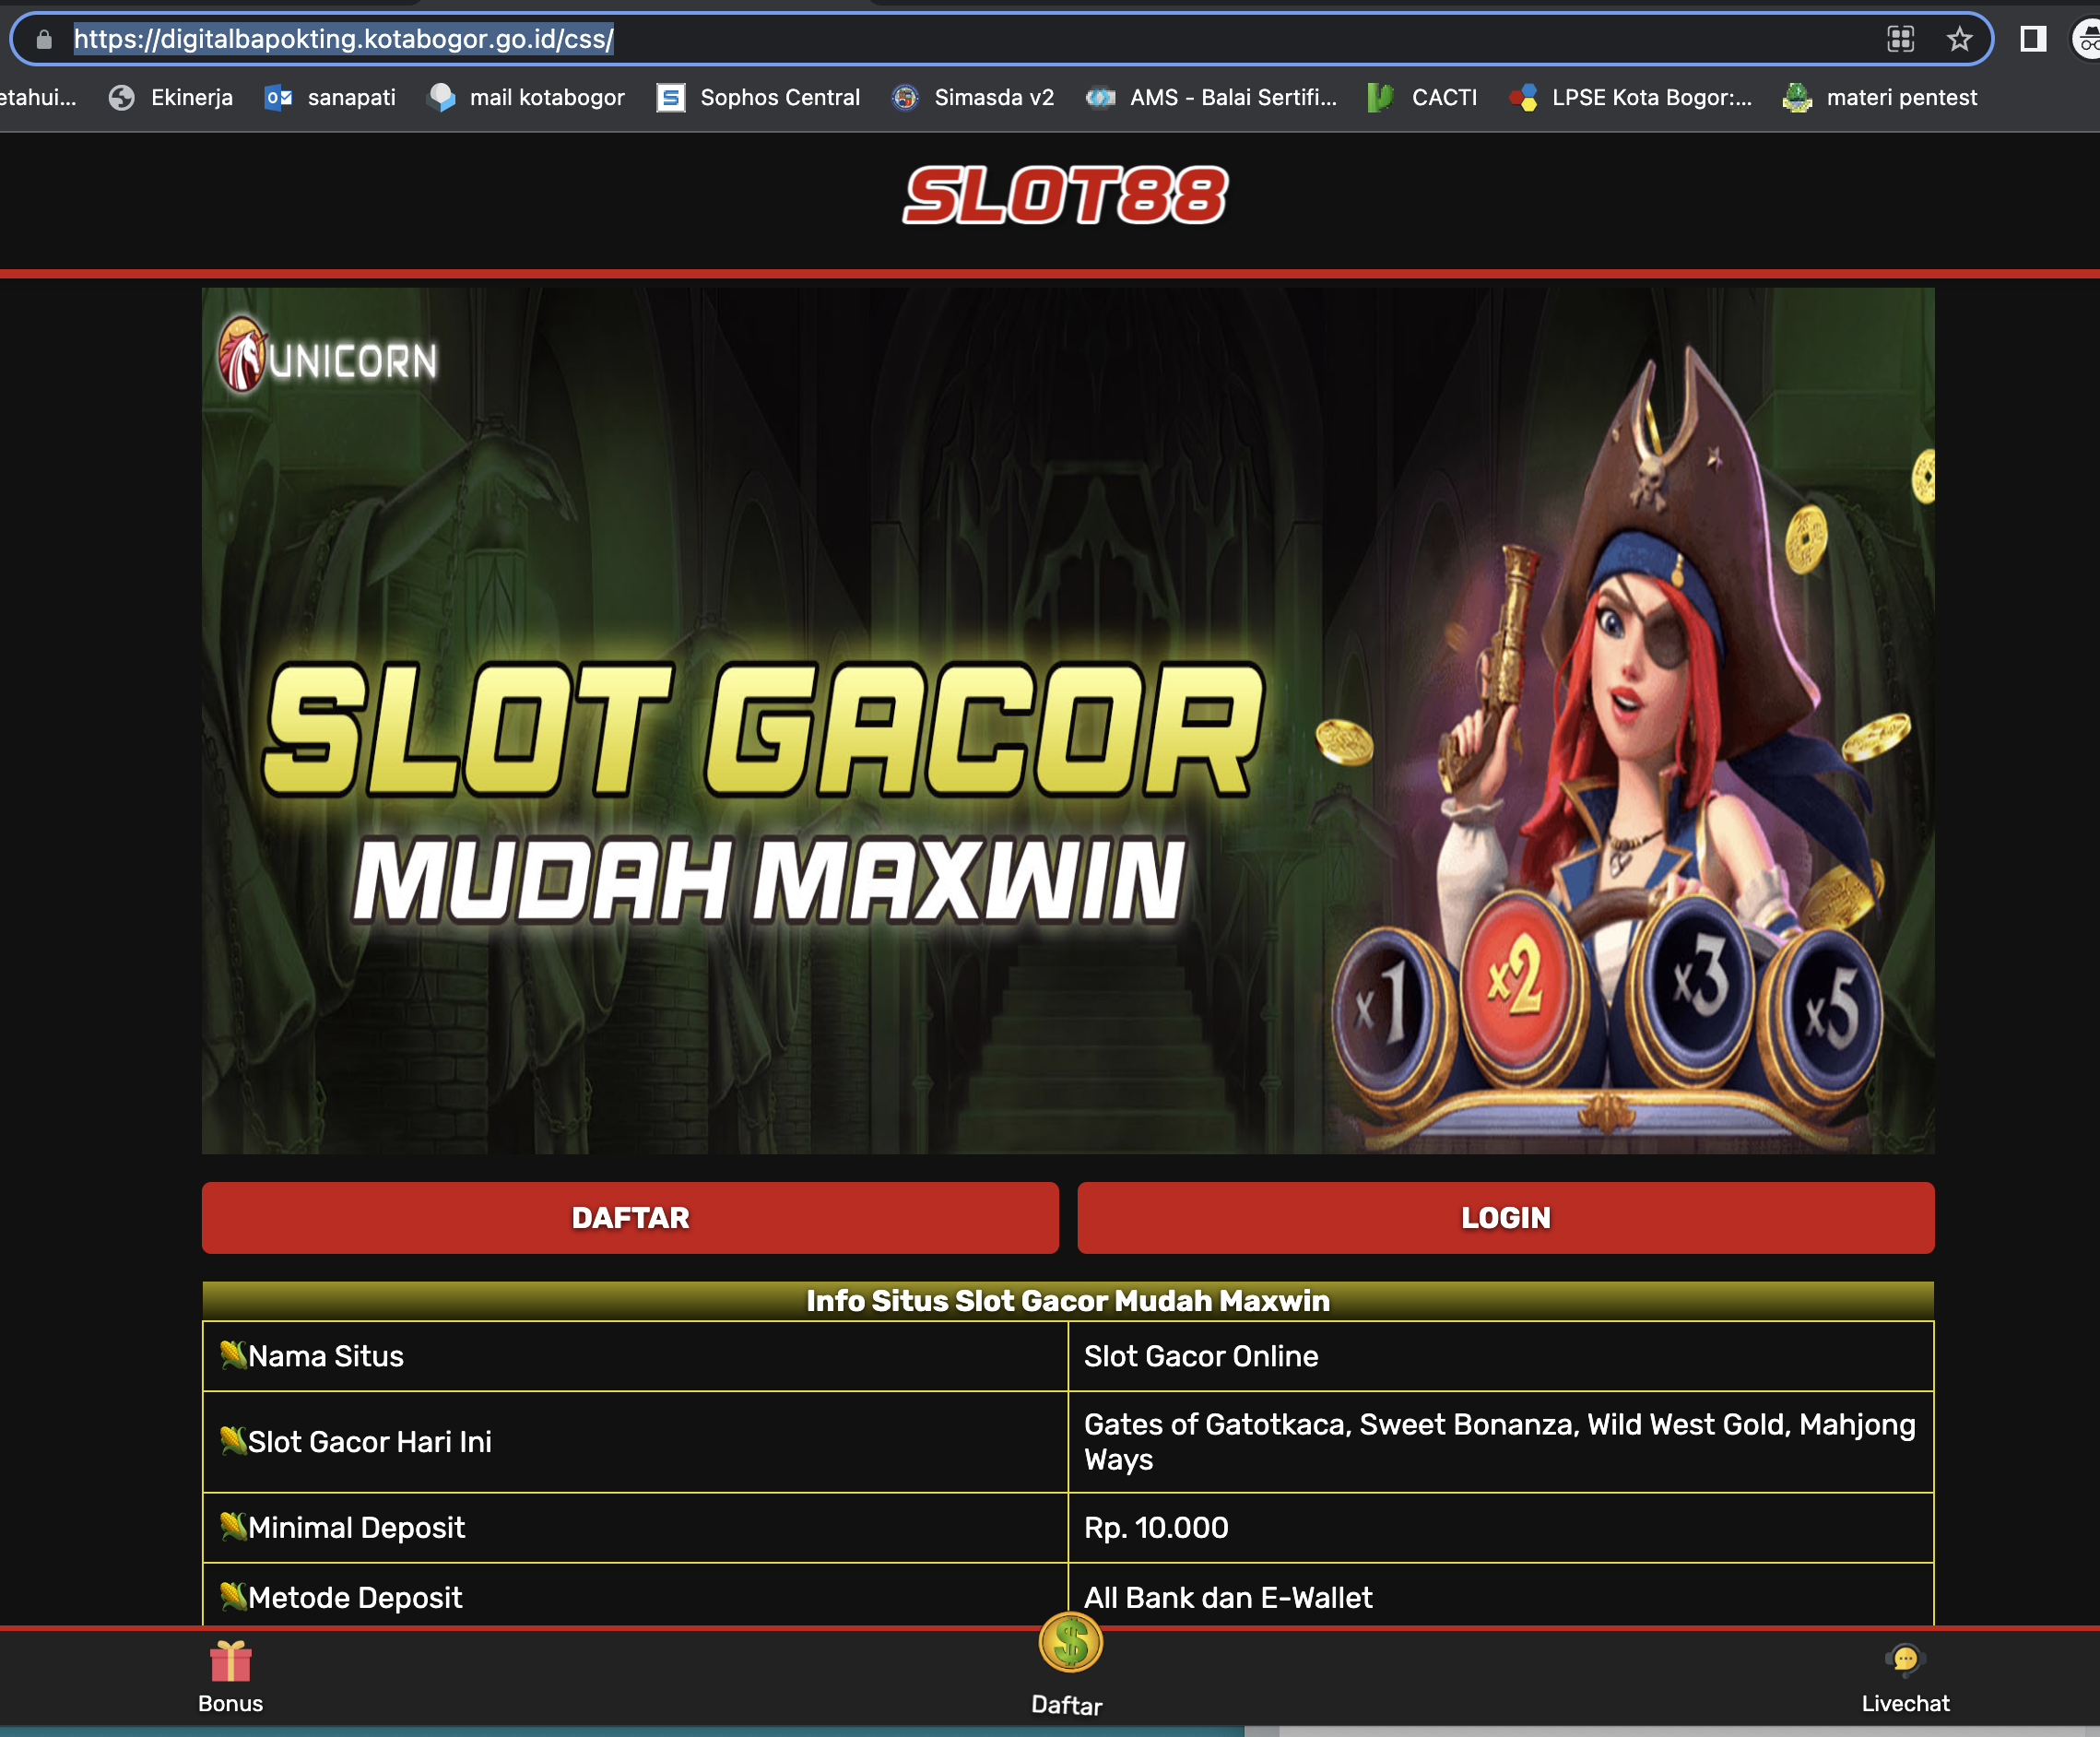 https://digitalbapokting.kotabogor.go.id/css/
etahui... Ekinerja sanapati mail kotabogor Sophos Central Simasda v2 AMS - Balai Sertifi... CACTI LPSE Kota Bogor:... materi pentest
SLOT88
UNICORN
SLOT GACOR
MUDAH MAXWIN
x1 x2 x3 x5
DAFTAR LOGIN
Info Situs Slot Gacor Mudah Maxwin
Nama Situs Slot Gacor Online
Slot Gacor Hari Ini Gates of Gatotkaca, Sweet Bonanza, Wild West Gold, Mahjong
Ways
Minimal Deposit Rp. 10.000
Metode Deposit All Bank dan E-Wallet
Bonus Daftar Livechat